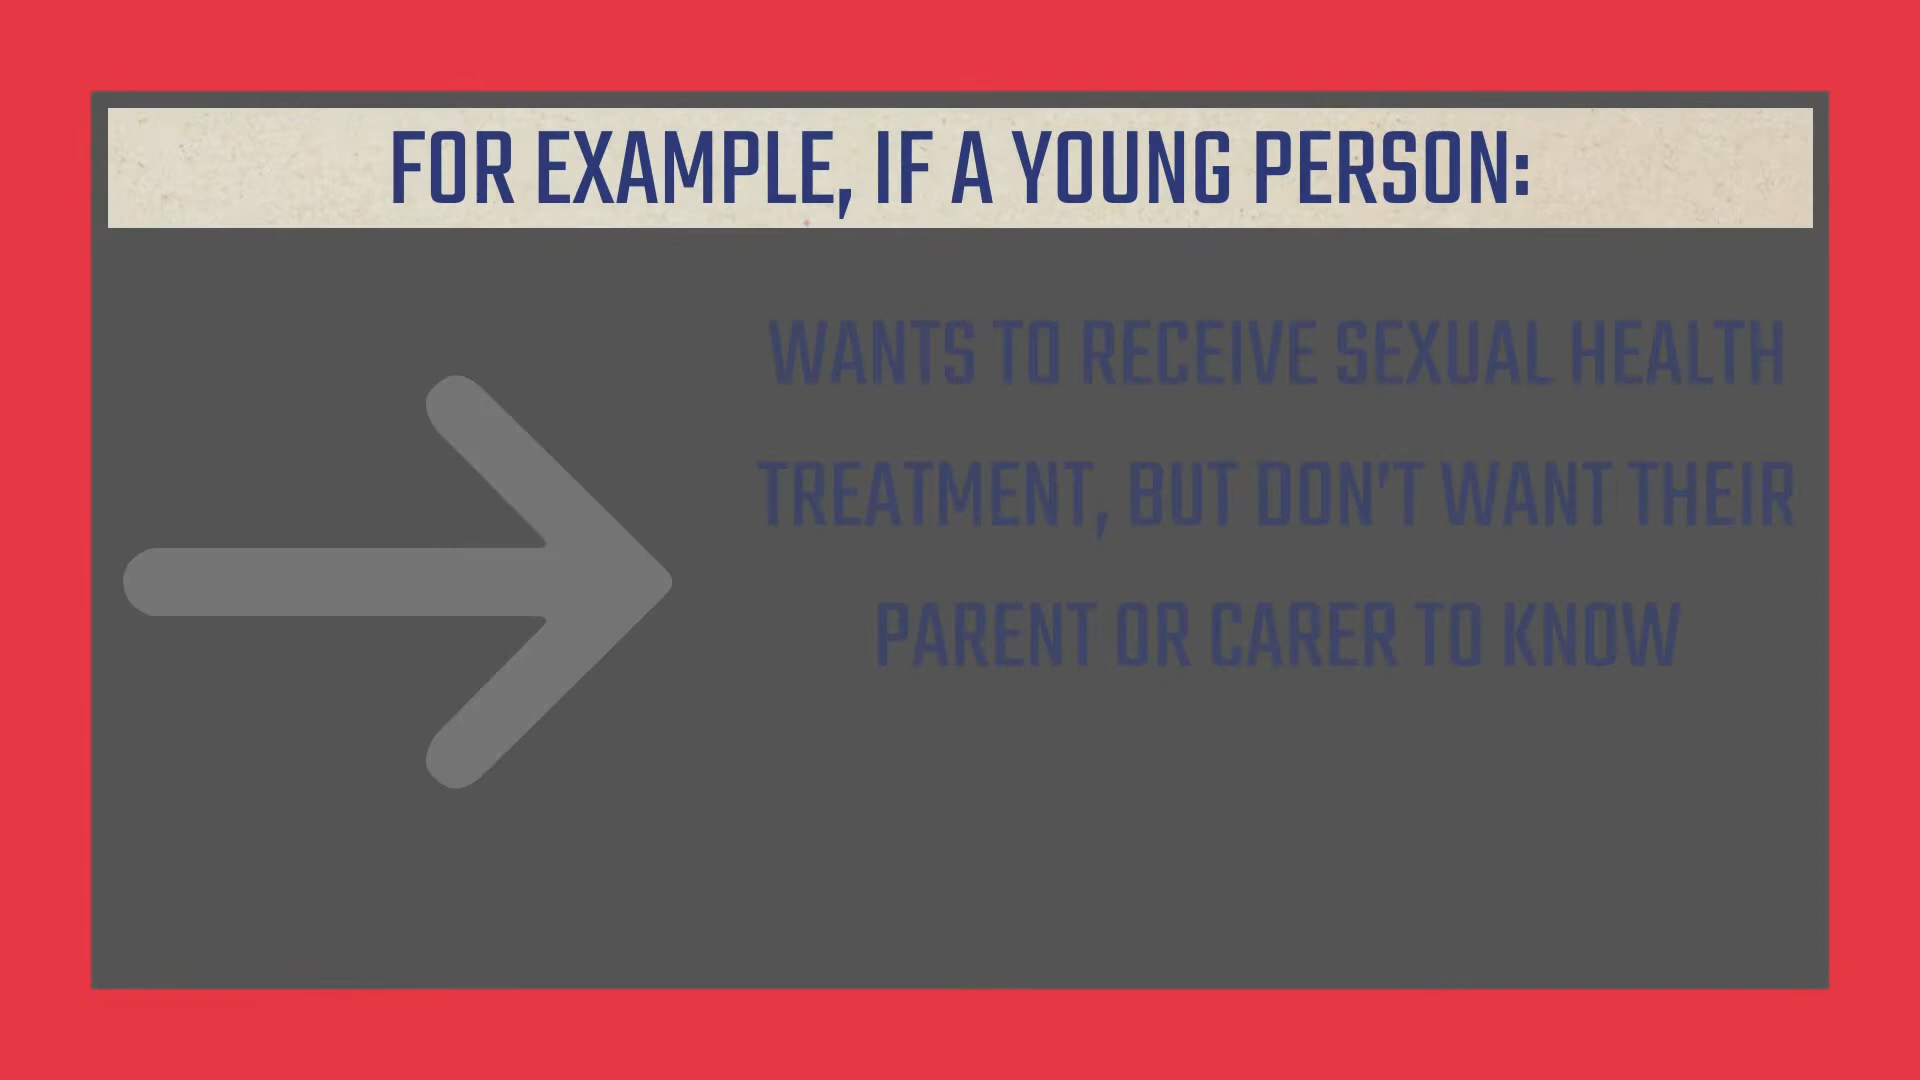 FOR EXAMPLE, IF A YOUNG PERSON:
WANTS TO RECEIVE SEXUAL HEALTH
TREATMENT, BUT DON'T WANT THEIR
PARENT OR CARER TO KNOW